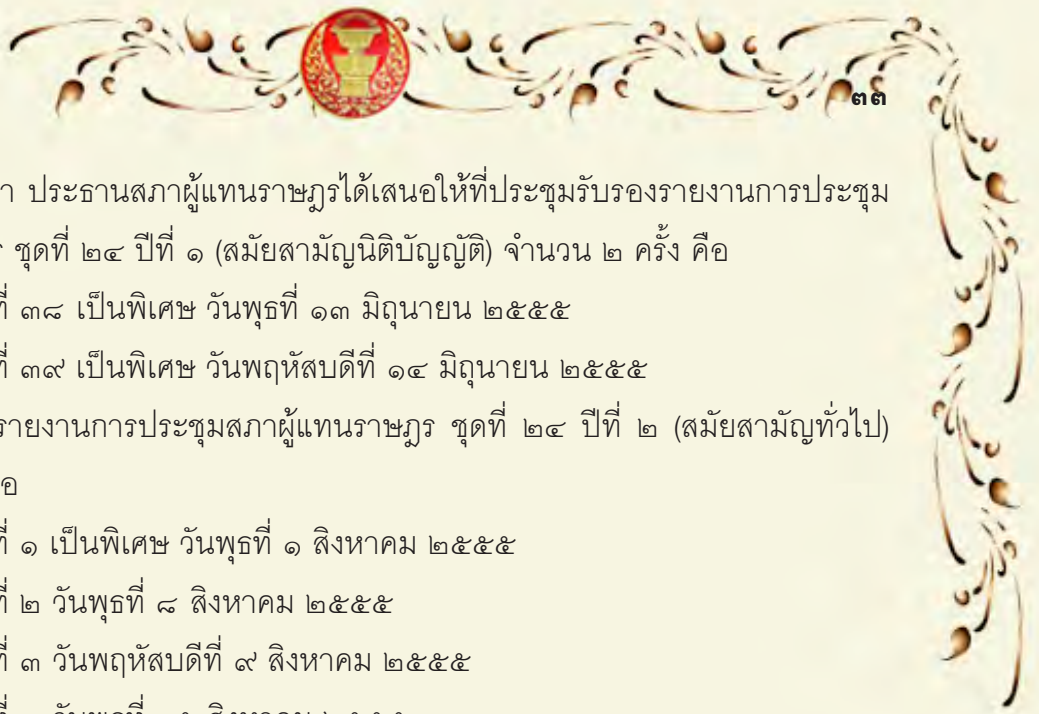 ๓๓
ประธานสภาผู้แทนราษฎรได้เสนอให้ที่ประชุมรับรองรายงานการประชุม
ชุดที่ ๒๔ ปีที่ ๑ (สมัยสามัญนิติบัญญัติ) จำนวน ๒ ครั้ง คือ
ที่ ๓๘ เป็นพิเศษ วันพุธที่ ๑๓ มิถุนายน ๒๕๕๕
ที่ ๓๙ เป็นพิเศษ วันพฤหัสบดีที่ ๑๔ มิถุนายน ๒๕๕๕
รายงานการประชุมสภาผู้แทนราษฎร ชุดที่ ๒๔ ปีที่ ๒ (สมัยสามัญทั่วไป)
ที่ ๑ เป็นพิเศษ วันพุธที่ ๑ สิงหาคม ๒๕๕๕
ที่ ๒ วันพุธที่ ๘ สิงหาคม ๒๕๕๕
ที่ ๓ วันพฤหัสบดีที่ ๙ สิงหาคม ๒๕๕๕